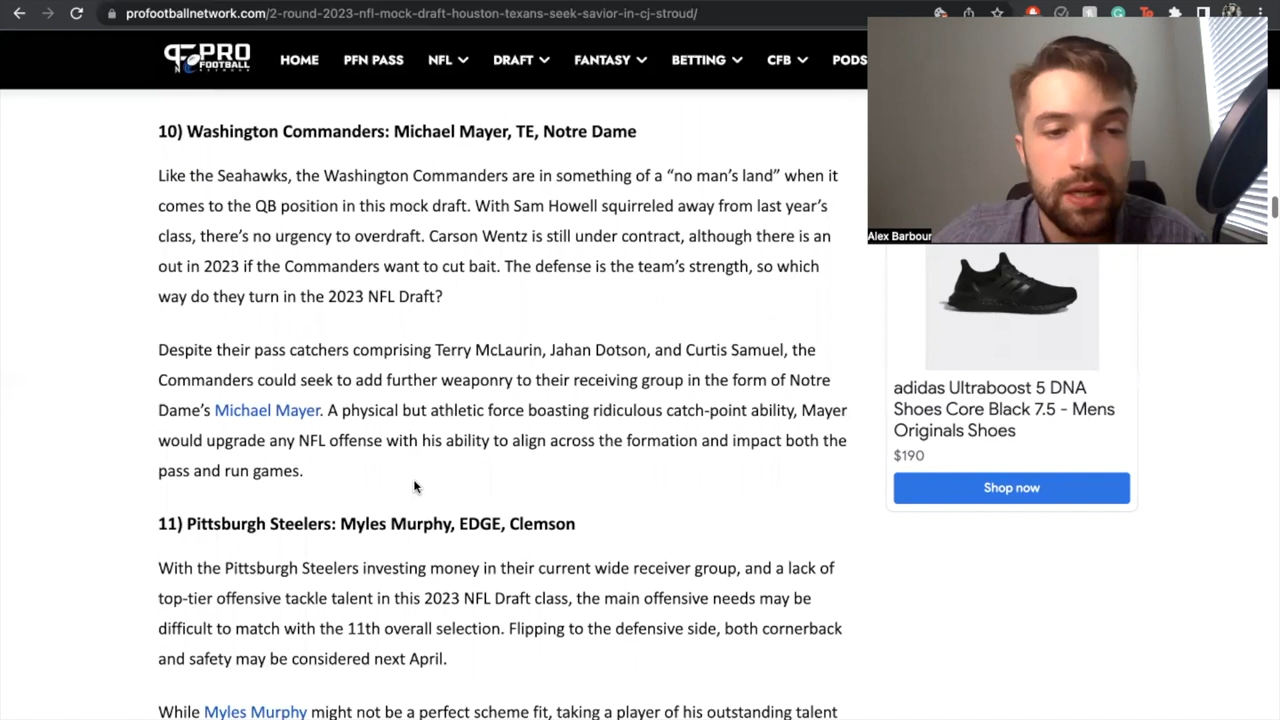 profootballnetwork.com/2-round-2023-nfl-mock-draft-houston-texans-seek-savior-in-cj-stroud/
PRO
FOOTBALL
NETWORK
HOME PFN PASS NFL DRAFT FANTASY BETTING CFB PODS
10) Washington Commanders: Michael Mayer, TE, Notre Dame
Like the Seahawks, the Washington Commanders are in something of a “no man’s land” when it
comes to the QB position in this mock draft. With Sam Howell squirreled away from last year’s
class, there’s no urgency to overdraft. Carson Wentz is still under contract, although there is an
out in 2023 if the Commanders want to cut bait. The defense is the team’s strength, so which
way do they turn in the 2023 NFL Draft?
Despite their pass catchers comprising Terry McLaurin, Jahan Dotson, and Curtis Samuel, the
Commanders could seek to add further weaponry to their receiving group in the form of Notre
Dame’s Michael Mayer. A physical but athletic force boasting ridiculous catch-point ability, Mayer
would upgrade any NFL offense with his ability to align across the formation and impact both the
pass and run games.
11) Pittsburgh Steelers: Myles Murphy, EDGE, Clemson
With the Pittsburgh Steelers investing money in their current wide receiver group, and a lack of
top-tier offensive tackle talent in this 2023 NFL Draft class, the main offensive needs may be
difficult to match with the 11th overall selection. Flipping to the defensive side, both cornerback
and safety may be considered next April.
While Myles Murphy might not be a perfect scheme fit, taking a player of his outstanding talent
Alex Barbour
adidas Ultraboost 5 DNA
Shoes Core Black 7.5 - Mens
Originals Shoes
$190
Shop now